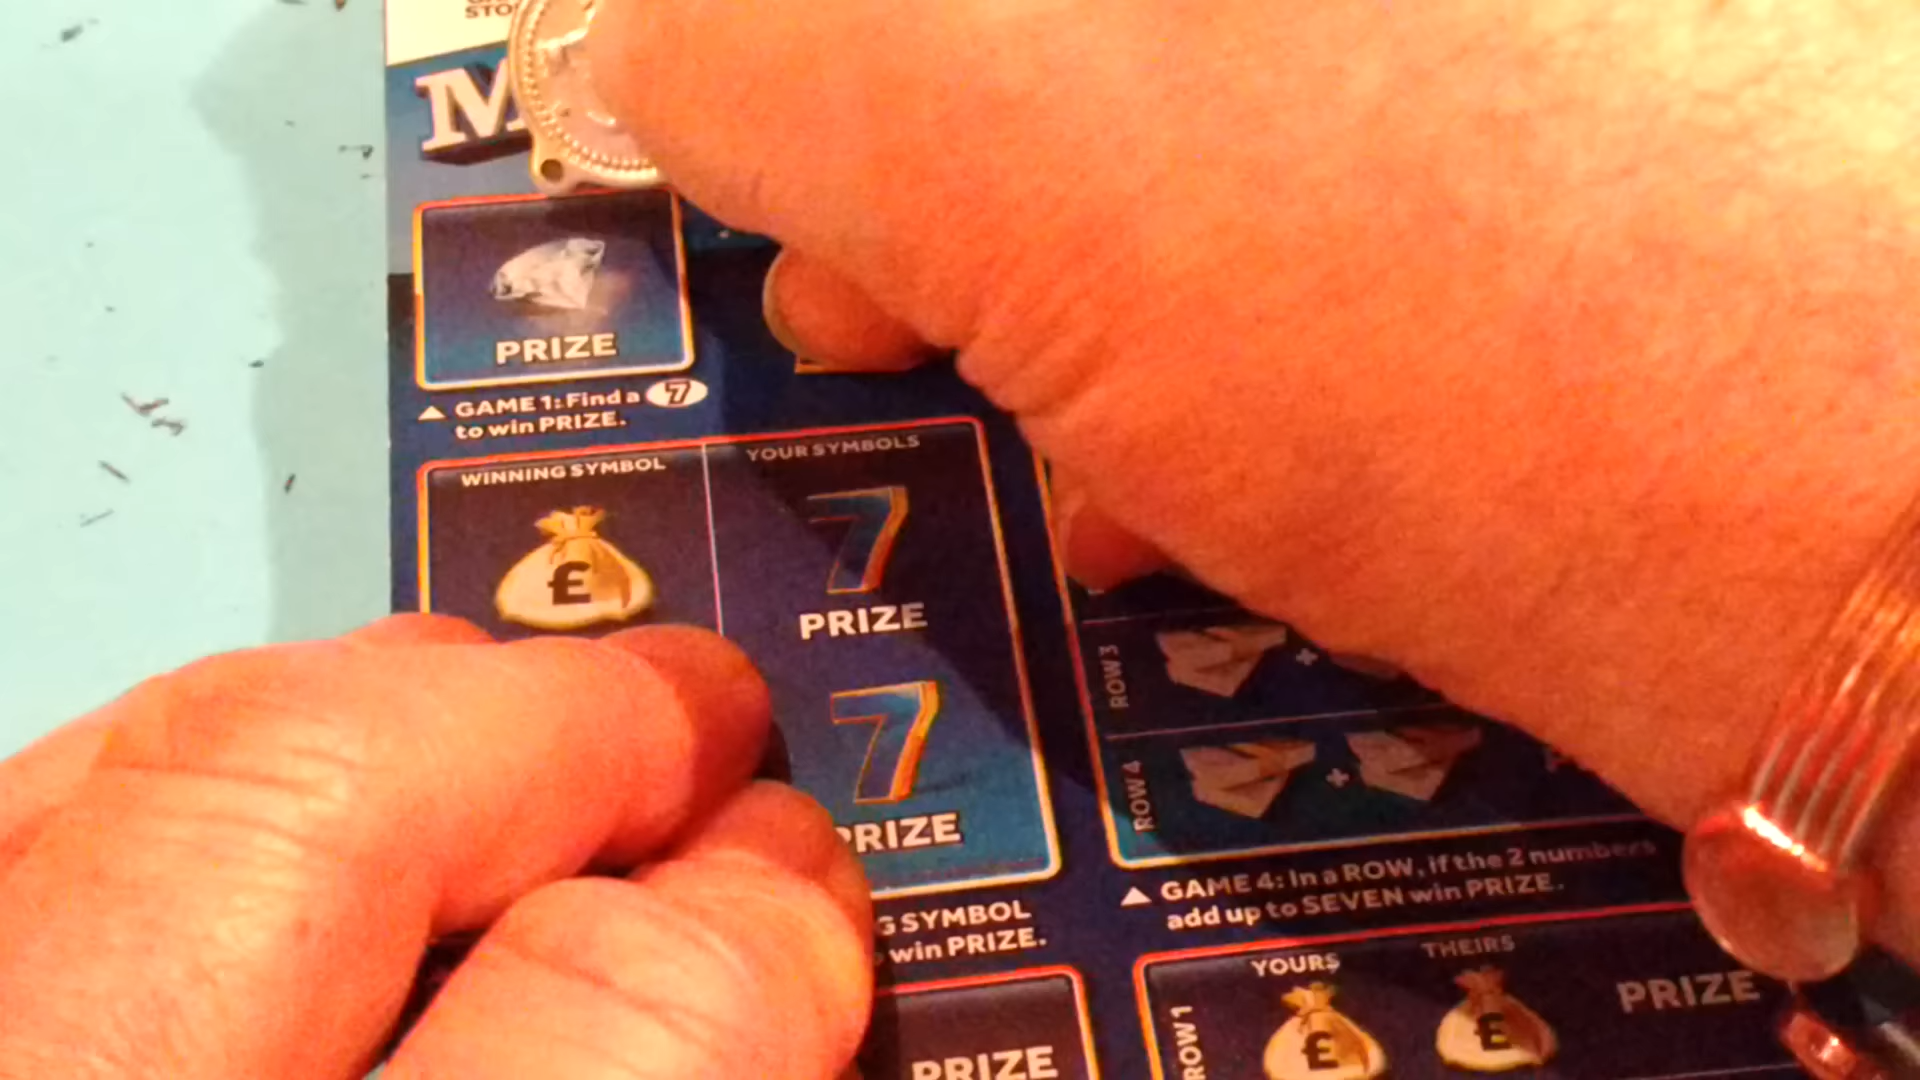 M
PRIZE
GAME 1: Find a 7
to win PRIZE.
WINNING SYMBOL
YOUR SYMBOLS
£
7
PRIZE
7
PRIZE
G SYMBOL
win PRIZE.
ROW 3
+
ROW 4
+
GAME 4: In a ROW, if the 2 numbers
add up to SEVEN win PRIZE.
YOURS
THEIRS
ROW 1
£
£
PRIZE
PRIZE